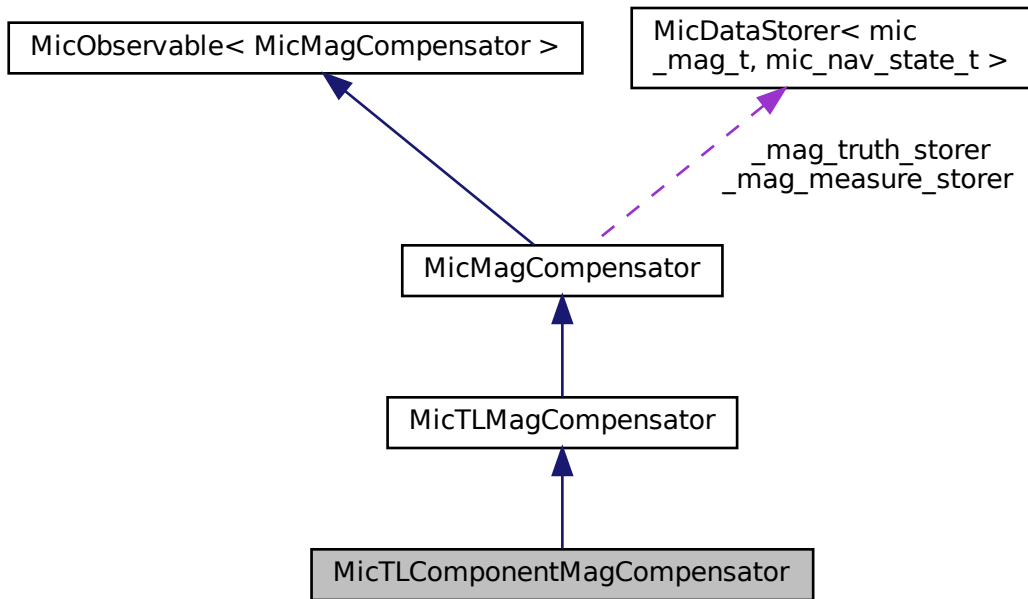 MicObservable< MicMagCompensator >
MicDataStorer< mic
_mag_t, mic_nav_state_t >
_mag_truth_storer
_mag_measure_storer
MicMagCompensator
MicTLMagCompensator
MicTLComponentMagCompensator